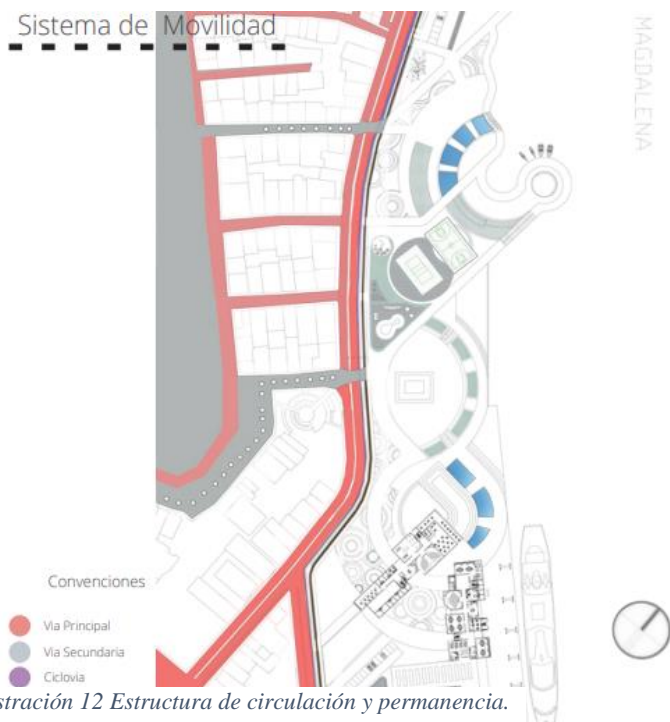 Sistema de Movilidad
MAGDALENA
Convenciones
Via Principal
Via Secundaria
Ciclovia
stración 12 Estructura de circulación y permanencia.